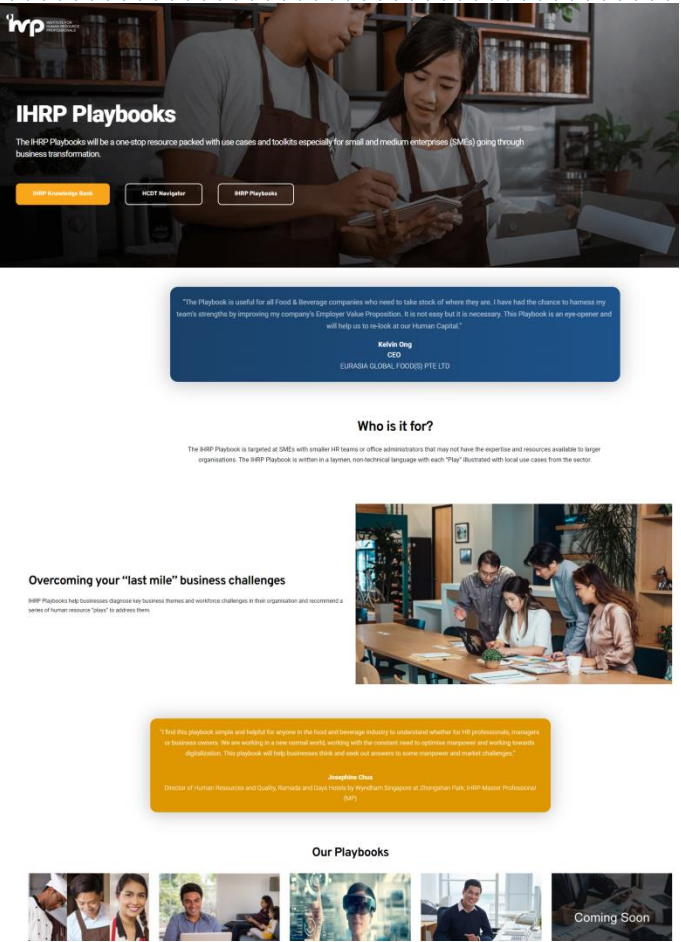 ihrp
INSTITUTE FOR
HUMAN RESOURCE
PROFESSIONALS
IHRP Playbooks
The IHRP Playbooks will be a one-stop resource packed with use cases and toolkits especially for small and medium enterprises (SMEs) going through
business transformation.
IHRP Knowledge Bank
HCDT Navigator
IHRP Playbooks
"The Playbook is useful for all Food & Beverage companies who need to take stock of where they are. I have had the chance to harness my
team's strengths by improving my company's Employer Value Proposition. It is not easy but it is necessary. This Playbook is an eye-opener and
will help us to re-look at our Human Capital."
Kelvin Ong
CEO
EURASIA GLOBAL FOOD(S) PTE LTD
Who is it for?
The IHRP Playbook is targeted at SMEs with smaller HR teams or office administrators that may not have the expertise and resources available to larger
organisations. The IHRP Playbook is written in a laymen, non-technical language with each "Play" illustrated with local use cases from the sector.
Overcoming your "last mile" business challenges
IHRP Playbooks help businesses diagnose key business themes and workforce challenges in their organisation and recommend a
series of human resource "plays" to address them.
"I find this playbook simple and helpful for anyone in the food and beverage industry to understand whether for HR professionals, managers
or business owners. We are working in a new normal world, working with the constant need to optimise manpower and working towards
digitalization. This playbook will help businesses think and seek out answers to some manpower and market challenges."
Josephine Chua
Director of Human Resources and Quality, Ramada and Days Hotels by Wyndham Singapore at Zhongshan Park, IHRP-Master Professional
(MP)
Our Playbooks
Coming Soon